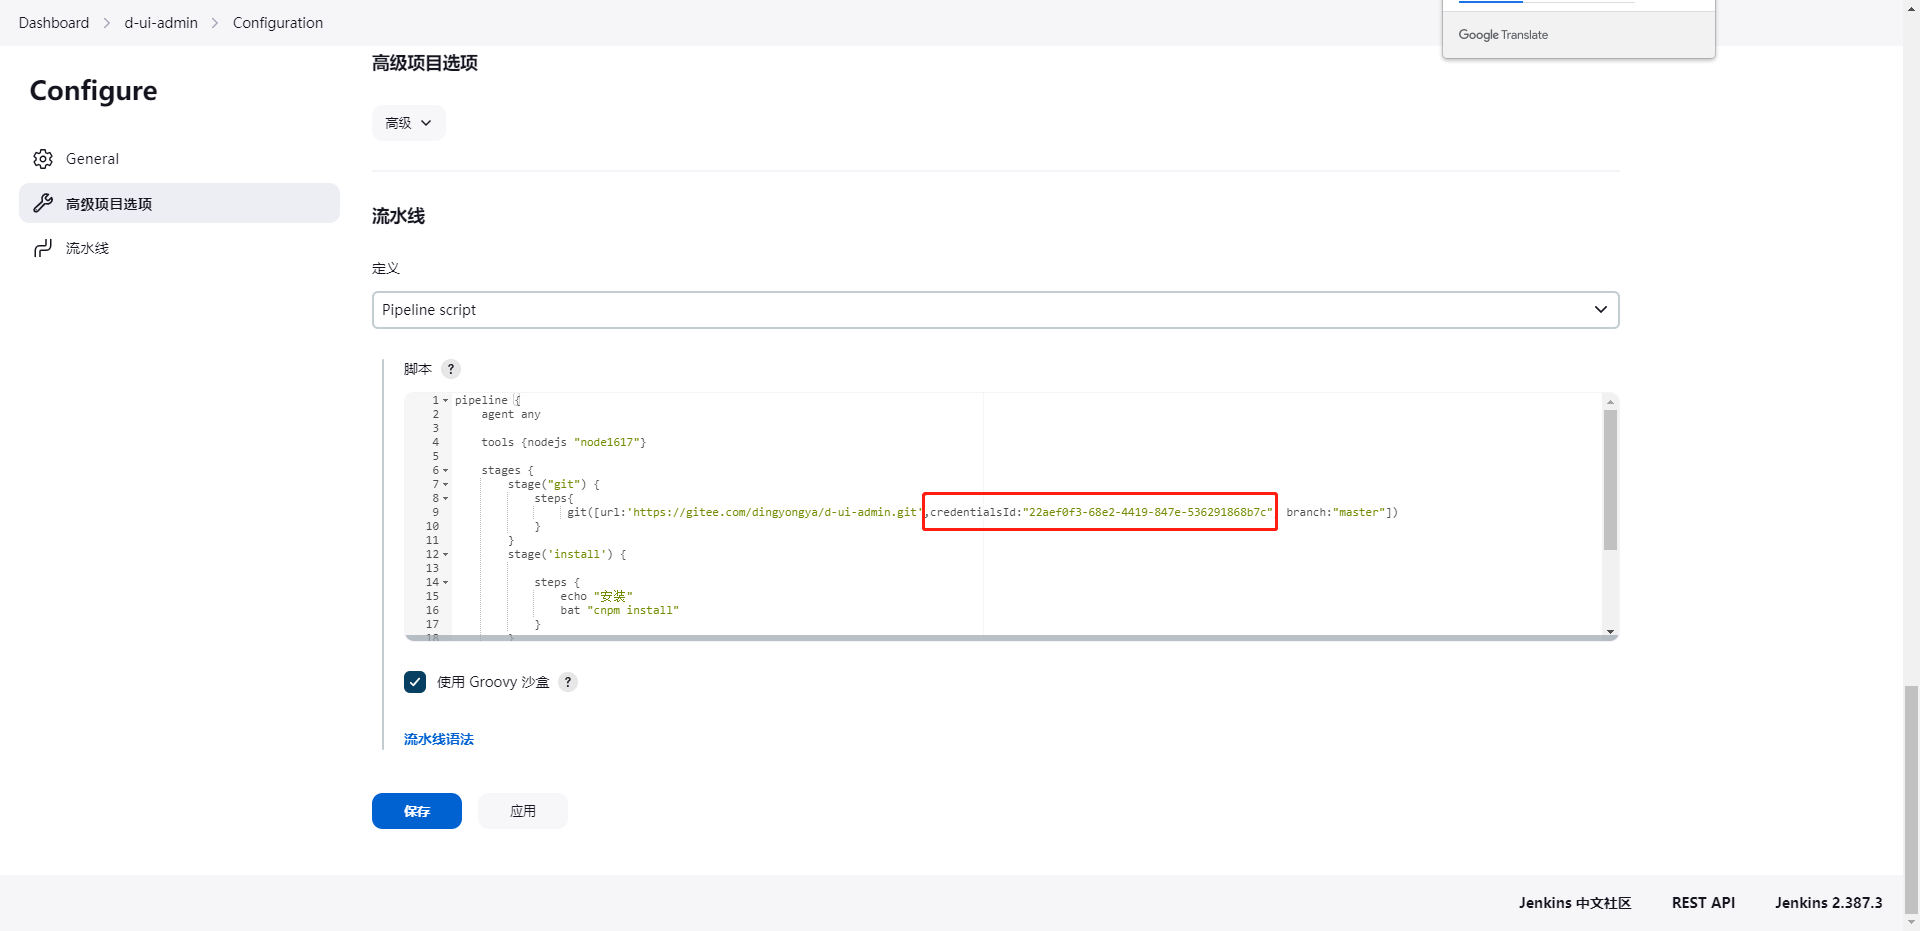 Dashboard > d-ui-admin > Configuration
Google Translate
Configure
General
高级项目选项
流水线
高级项目选项
高级
流水线
定义
Pipeline script
脚本 ?
1 pipeline {
2 agent any
3
4 tools {nodejs "node1617"}
5
6 stages {
7 stage("git") {
8 steps{
9 git([url:'https://gitee.com/dingyongya/d-ui-admin.git',credentialsId:"22aef0f3-68e2-4419-847e-536291868b7c" branch:"master"])
10 }
11 }
12 stage('install') {
13
14 steps {
15 echo "安装"
16 bat "cnpm install"
17 }
18 }
使用 Groovy 沙盒 ?
流水线语法
保存 应用
Jenkins 中文社区 REST API Jenkins 2.387.3